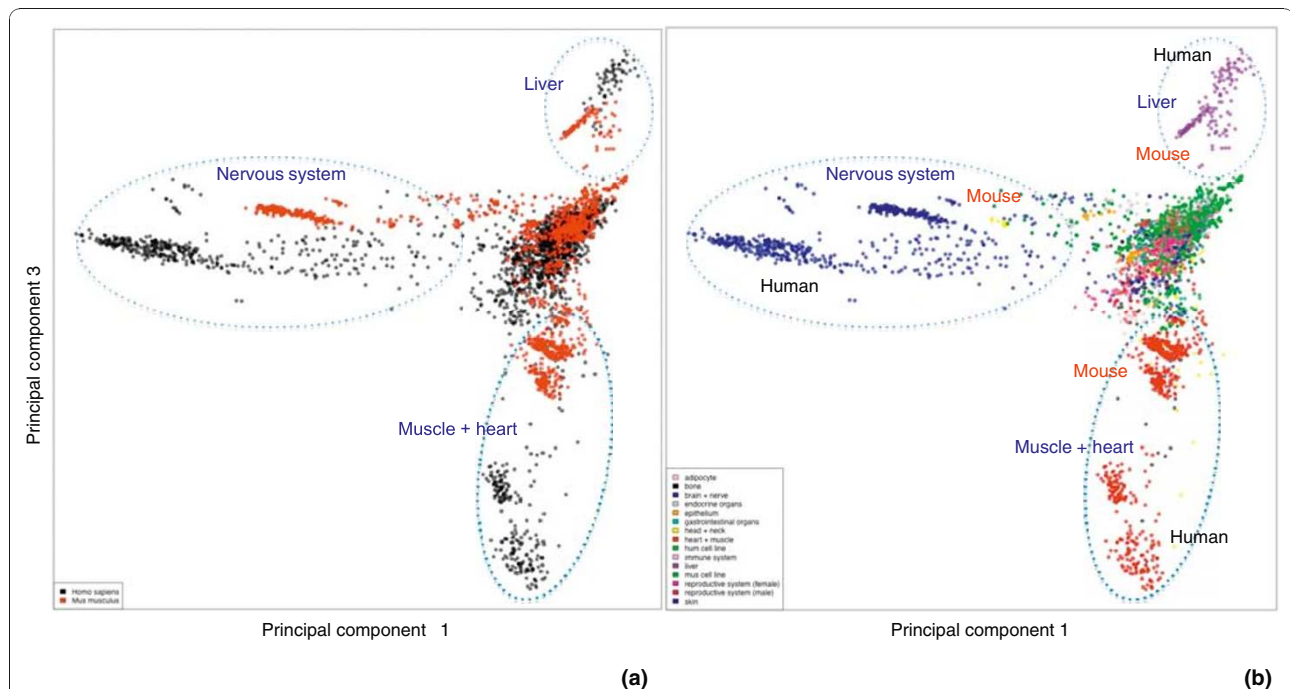 Liver
Nervous system
Muscle + heart
Homo sapiens
Mus musculus
Principal component 3
Principal component 1
(a)
Human
Liver
Mouse
Nervous system
Mouse
Human
Mouse
Muscle + heart
Human
adipocyte
bone
brain + nerve
endocrine organs
epithelium
gastrointestinal organs
head + neck
heart + muscle
hum cell line
immune system
liver
mus cell line
reproductive system (female)
reproductive system (male)
skin
Principal component 1
(b)